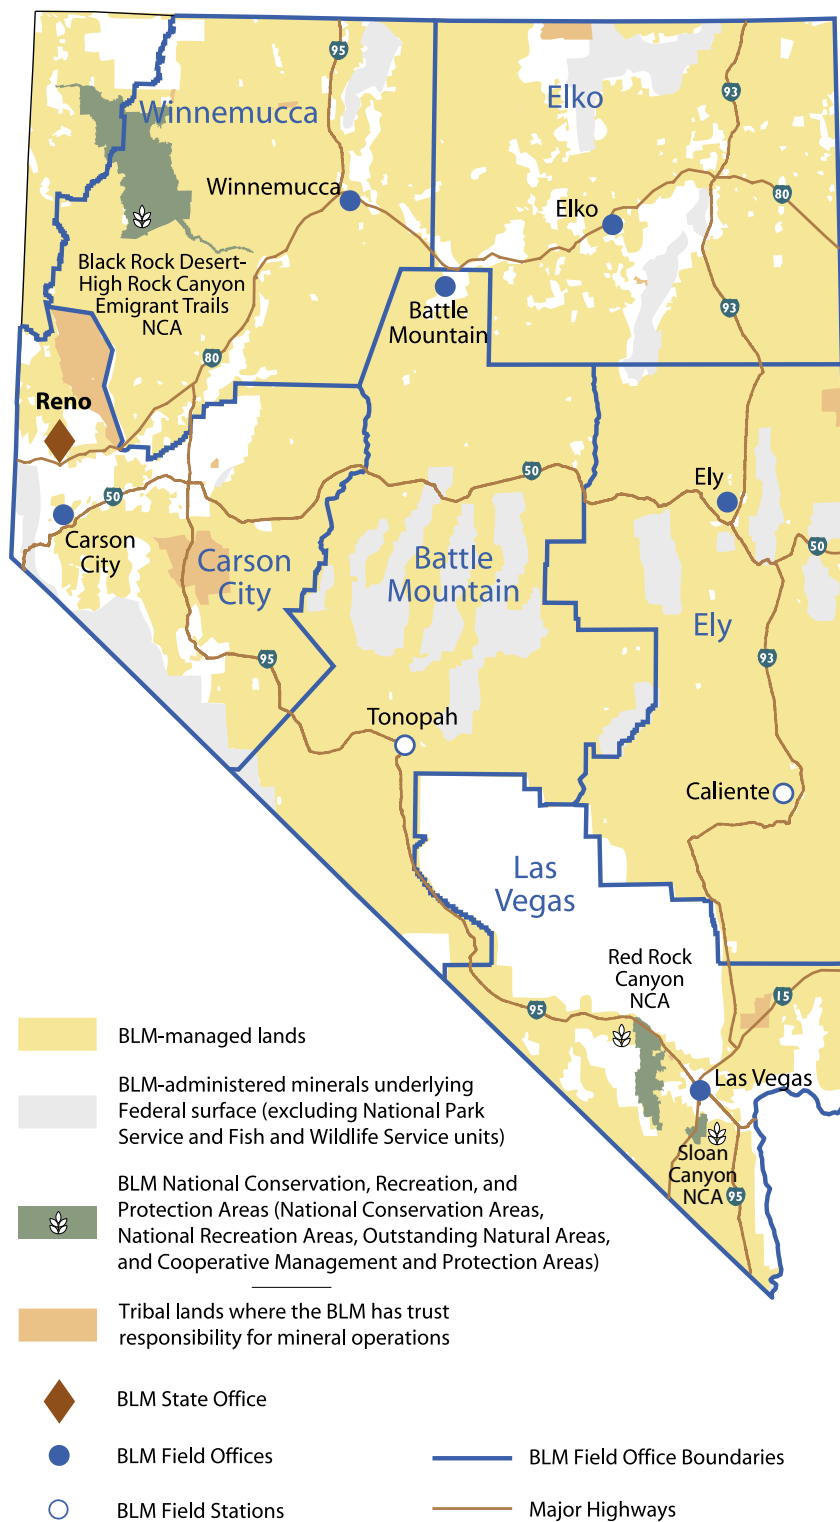 95
Elko
93
Winnemucca
Winnemucca
80
Elko
Black Rock Desert-
High Rock Canyon
Emigrant Trails
NCA
93
Battle
Mountain
80
Reno
50
Ely
50
Carson
City
50
Carson
City
Battle
Mountain
Ely
95
93
Tonopah
Caliente
Las
Vegas
Red Rock
Canyon
NCA
95
15
Las Vegas
Sloan
Canyon
NCA
95
BLM-managed lands
BLM-administered minerals underlying
Federal surface (excluding National Park
Service and Fish and Wildlife Service units)
BLM National Conservation, Recreation, and
Protection Areas (National Conservation Areas,
National Recreation Areas, Outstanding Natural Areas,
and Cooperative Management and Protection Areas)
Tribal lands where the BLM has trust
responsibility for mineral operations
BLM State Office
BLM Field Offices
BLM Field Office Boundaries
BLM Field Stations
Major Highways